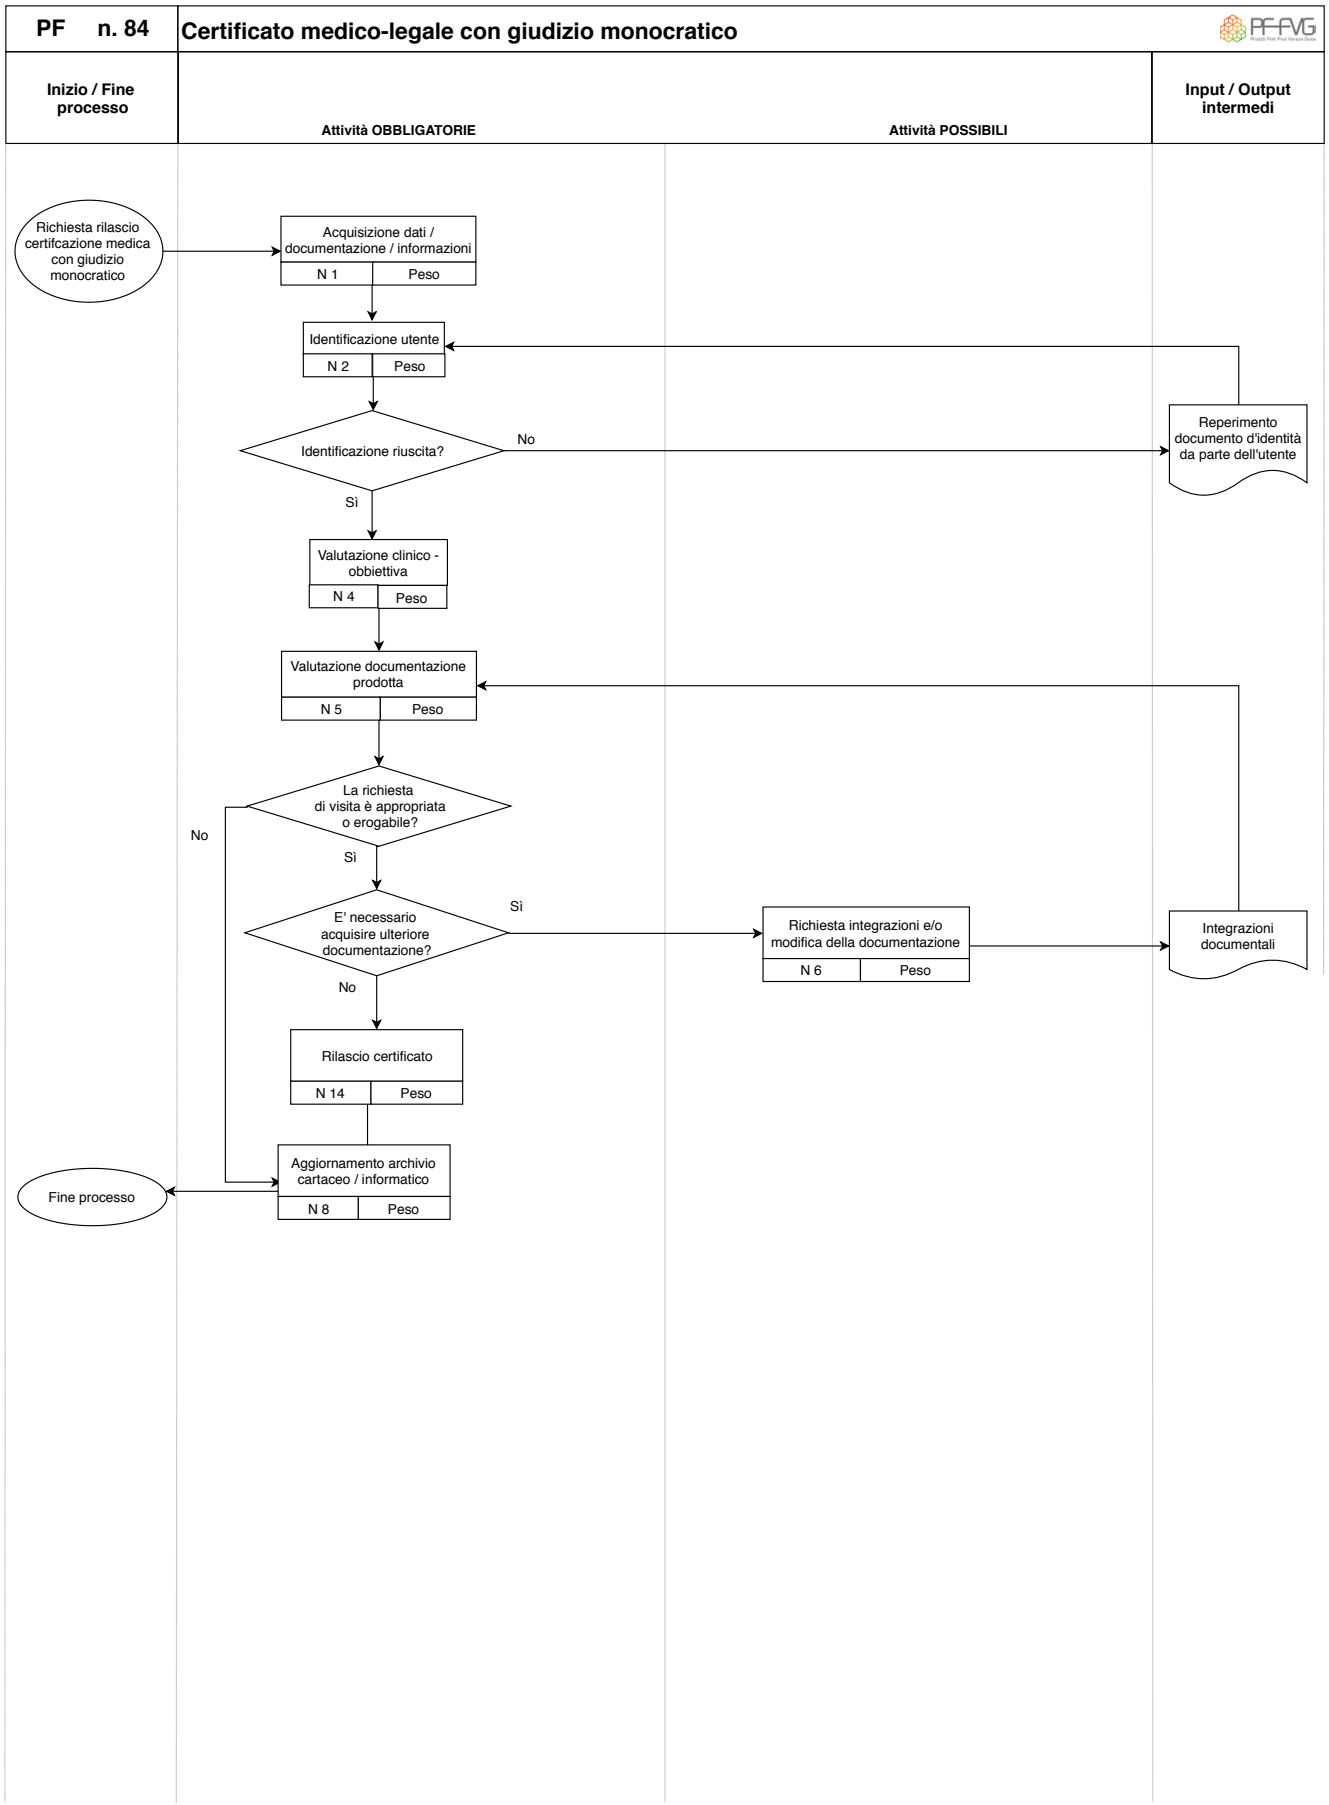 PF n. 84
Certificato medico-legale con giudizio monocratico
PF-FVG
Inizio / Fine
processo
Attività OBBLIGATORIE
Attività POSSIBILI
Input / Output
intermedi
Richiesta rilascio
certifcazione medica
con giudizio
monocratico
Acquisizione dati /
documentazione / informazioni
N 1
Peso
Identificazione utente
N 2
Peso
Identificazione riuscita?
No
Reperimento
documento d'identità
da parte dell'utente
Sì
Valutazione clinico -
obbiettiva
N 4
Peso
Valutazione documentazione
prodotta
N 5
Peso
La richiesta
di visita è appropriata
o erogabile?
No
Sì
E' necessario
acquisire ulteriore
documentazione?
Sì
Richiesta integrazioni e/o
modifica della documentazione
N 6
Peso
Integrazioni
documentali
No
Rilascio certificato
N 14
Peso
Aggiornamento archivio
cartaceo / informatico
N 8
Peso
Fine processo